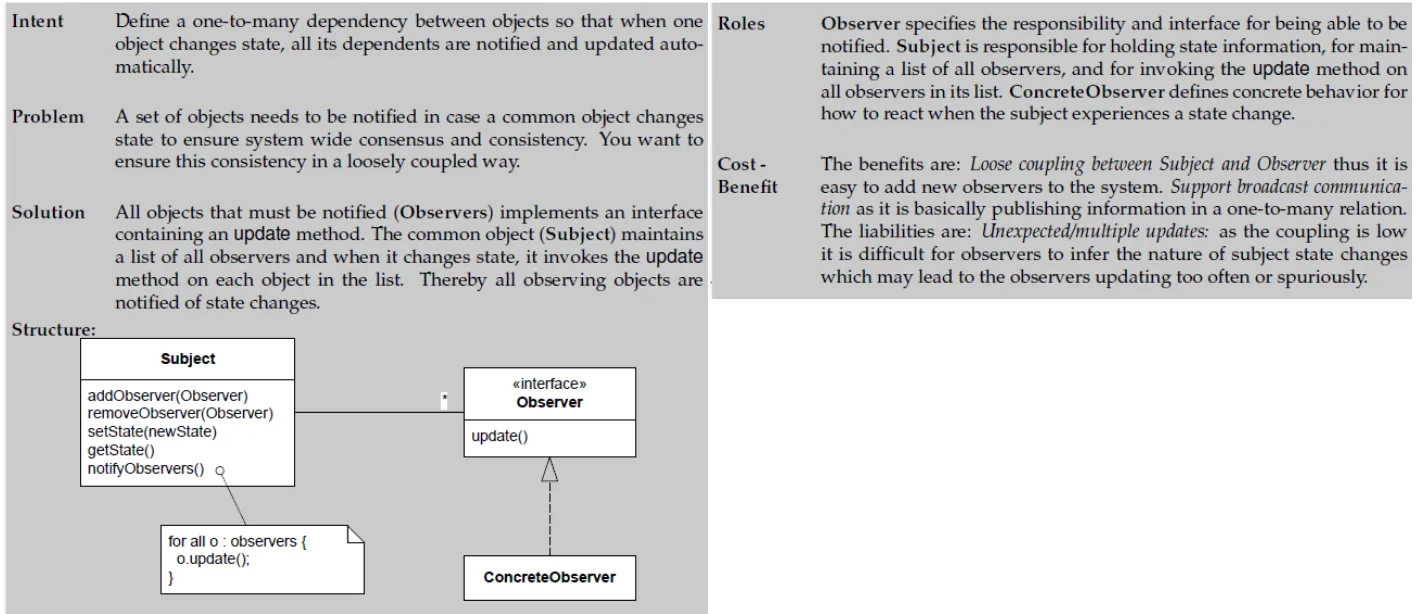 Intent Define a one-to-many dependency between objects so that when one
object changes state, all its dependents are notified and updated auto-
matically.
Problem A set of objects needs to be notified in case a common object changes
state to ensure system wide consensus and consistency. You want to
ensure this consistency in a loosely coupled way.
Solution All objects that must be notified (Observers) implements an interface
containing an update method. The common object (Subject) maintains
a list of all observers and when it changes state, it invokes the update
method on each object in the list. Thereby all observing objects are
notified of state changes.
Structure:
Subject
addObserver(Observer)
removeObserver(Observer)
setState(newState)
getState()
notifyObservers()
for all o : observers {
o.update();
}
*
«interface»
Observer
update()
ConcreteObserver
Roles Observer specifies the responsibility and interface for being able to be
notified. Subject is responsible for holding state information, for main-
taining a list of all observers, and for invoking the update method on
all observers in its list. ConcreteObserver defines concrete behavior for
how to react when the subject experiences a state change.
Cost - The benefits are: Loose coupling between Subject and Observer thus it is
Benefit easy to add new observers to the system. Support broadcast communica-
tion as it is basically publishing information in a one-to-many relation.
The liabilities are: Unexpected/multiple updates: as the coupling is low
it is difficult for observers to infer the nature of subject state changes
which may lead to the observers updating too often or spuriously.